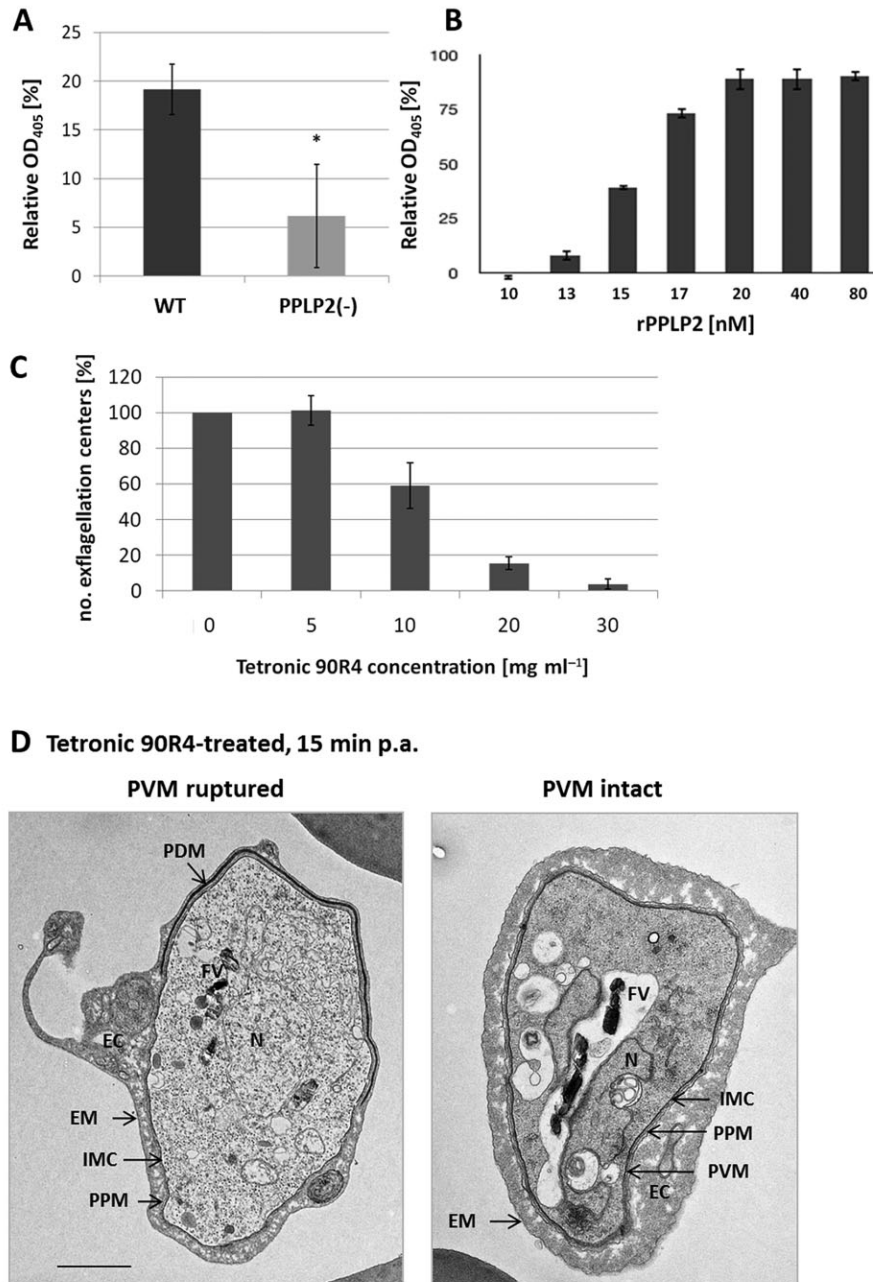 A
Relative OD405 [%]
25
20
15
10
5
0
*
WT PPLP2(-)
B
Relative OD405 [%]
100
75
50
25
0
10 13 15 17 20 40 80
rPPLP2 [nM]
C
no. exflagellation centers [%]
120
100
80
60
40
20
0
0 5 10 20 30
Tetronic 90R4 concentration [mg ml⁻¹]
D Tetronic 90R4-treated, 15 min p.a.
PVM ruptured
PDM
FV
N
EC
EM
IMC
PPM
PVM intact
FV
N
IMC
PPM
PVM
EC
EM